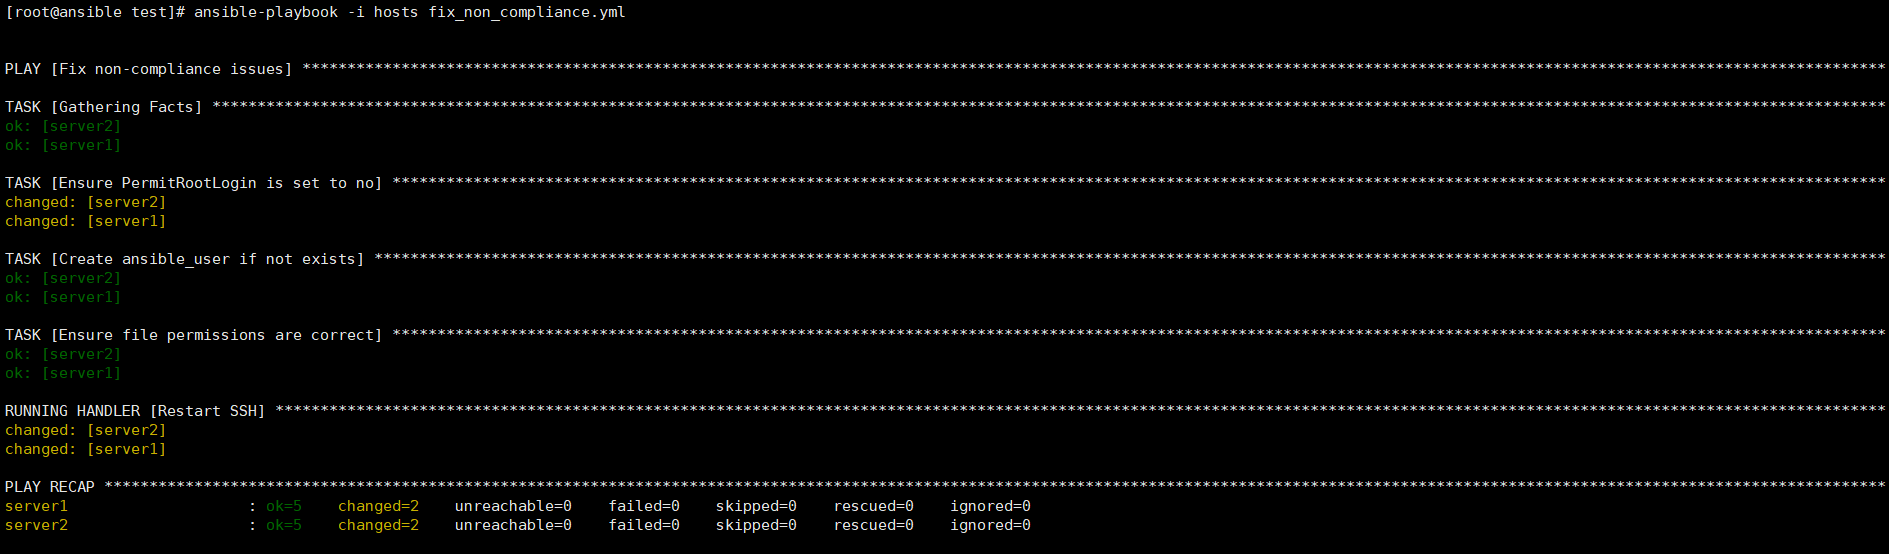 [root@ansible test]# ansible-playbook -i hosts fix_non_compliance.yml
PLAY [Fix non-compliance issues] ********************************************************************************************************************************************************************************
TASK [Gathering Facts] ******************************************************************************************************************************************************************************************
ok: [server2]
ok: [server1]
TASK [Ensure PermitRootLogin is set to no] **********************************************************************************************************************************************************************
changed: [server2]
changed: [server1]
TASK [Create ansible_user if not exists] ************************************************************************************************************************************************************************
ok: [server2]
ok: [server1]
TASK [Ensure file permissions are correct] **********************************************************************************************************************************************************************
ok: [server2]
ok: [server1]
RUNNING HANDLER [Restart SSH] ***********************************************************************************************************************************************************************************
changed: [server2]
changed: [server1]
PLAY RECAP ******************************************************************************************************************************************************************************************************
server1                    : ok=5    changed=2    unreachable=0    failed=0    skipped=0    rescued=0    ignored=0
server2                    : ok=5    changed=2    unreachable=0    failed=0    skipped=0    rescued=0    ignored=0